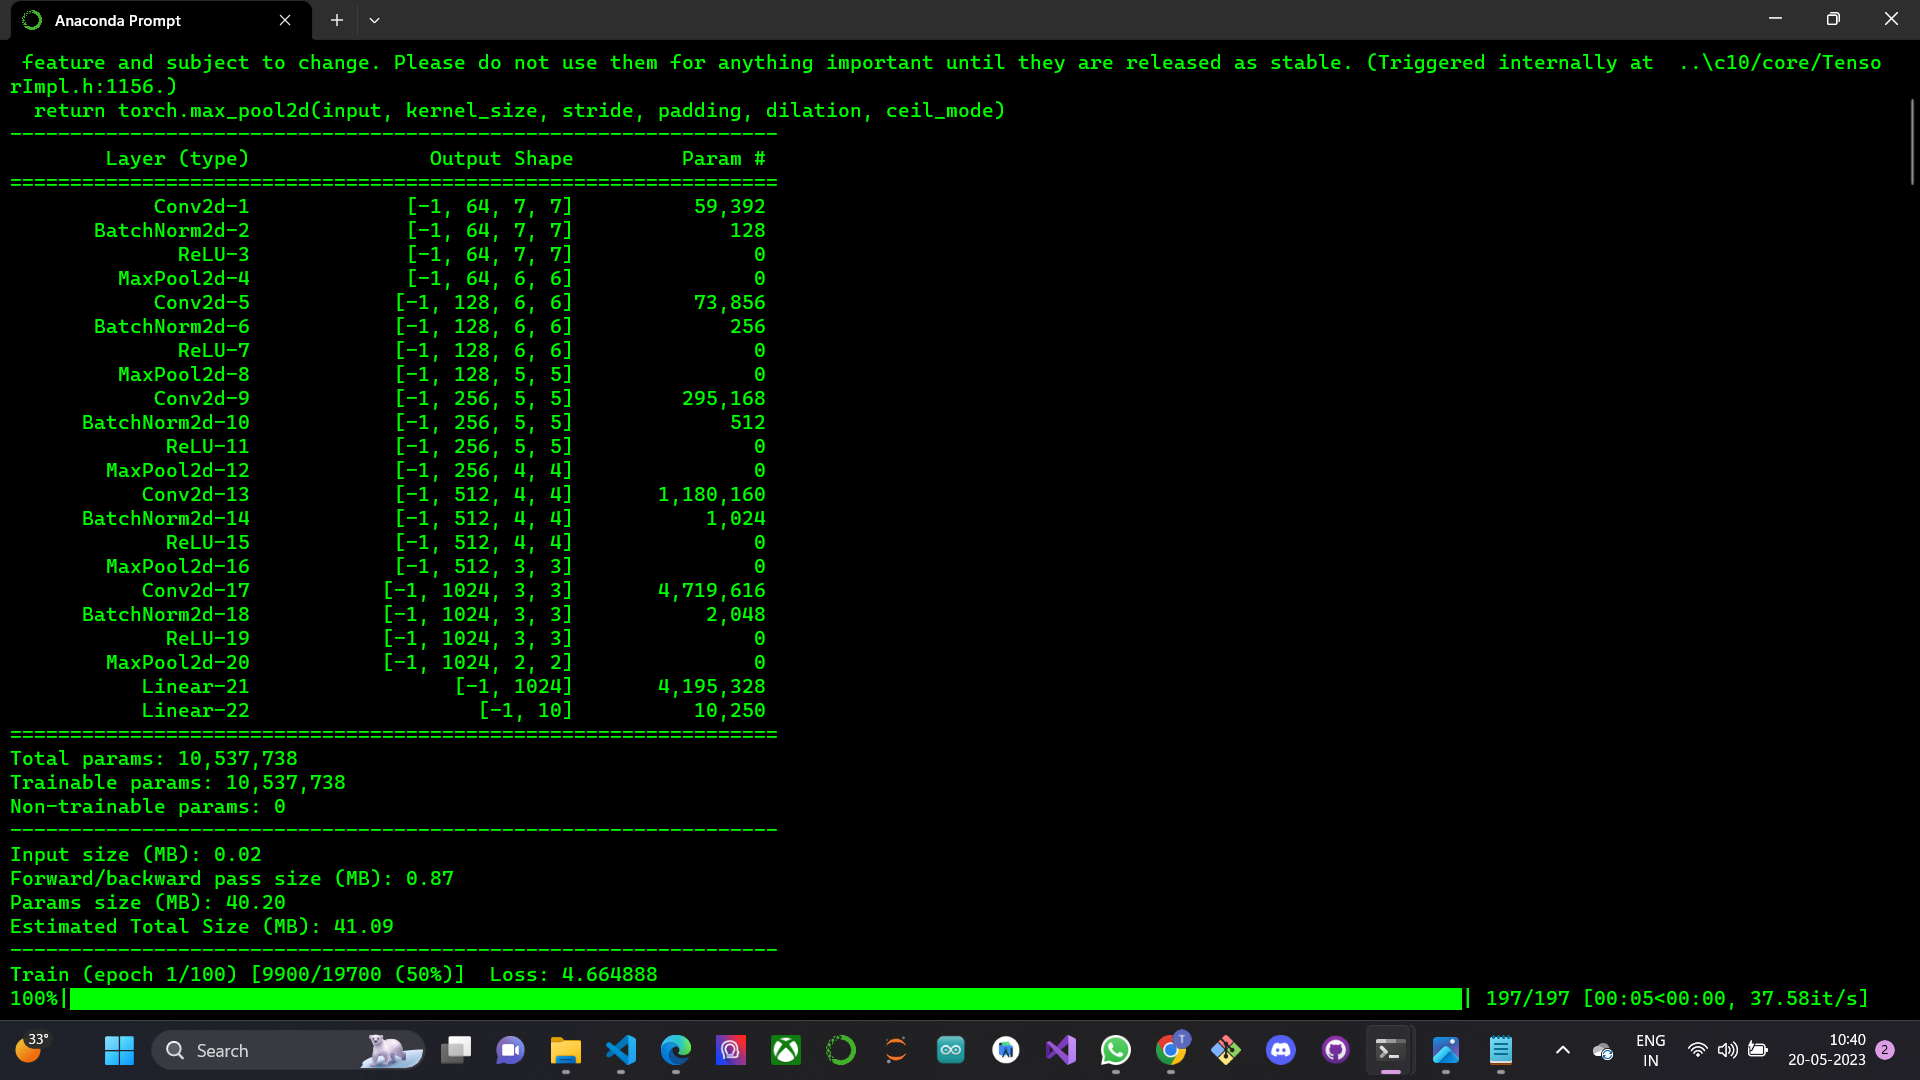 Anaconda Prompt
feature and subject to change. Please do not use them for anything important until they are released as stable. (Triggered internally at  ..\c10/core/Tenso
rImpl.h:1156.)
  return torch.max_pool2d(input, kernel_size, stride, padding, dilation, ceil_mode)
----------------------------------------------------------------
        Layer (type)               Output Shape         Param #
================================================================
            Conv2d-1             [-1, 64, 7, 7]          59,392
       BatchNorm2d-2             [-1, 64, 7, 7]             128
              ReLU-3             [-1, 64, 7, 7]               0
         MaxPool2d-4             [-1, 64, 6, 6]               0
            Conv2d-5            [-1, 128, 6, 6]          73,856
       BatchNorm2d-6            [-1, 128, 6, 6]             256
              ReLU-7            [-1, 128, 6, 6]               0
         MaxPool2d-8            [-1, 128, 5, 5]               0
            Conv2d-9            [-1, 256, 5, 5]         295,168
      BatchNorm2d-10            [-1, 256, 5, 5]             512
             ReLU-11            [-1, 256, 5, 5]               0
        MaxPool2d-12            [-1, 256, 4, 4]               0
           Conv2d-13            [-1, 512, 4, 4]       1,180,160
      BatchNorm2d-14            [-1, 512, 4, 4]           1,024
             ReLU-15            [-1, 512, 4, 4]               0
        MaxPool2d-16            [-1, 512, 3, 3]               0
           Conv2d-17           [-1, 1024, 3, 3]       4,719,616
      BatchNorm2d-18           [-1, 1024, 3, 3]           2,048
             ReLU-19           [-1, 1024, 3, 3]               0
        MaxPool2d-20           [-1, 1024, 2, 2]               0
           Linear-21                 [-1, 1024]       4,195,328
           Linear-22                   [-1, 10]          10,250
================================================================
Total params: 10,537,738
Trainable params: 10,537,738
Non-trainable params: 0
----------------------------------------------------------------
Input size (MB): 0.02
Forward/backward pass size (MB): 0.87
Params size (MB): 40.20
Estimated Total Size (MB): 41.09
----------------------------------------------------------------
Train (epoch 1/100) [9900/19700 (50%)]  Loss: 4.664888
100%| | 197/197 [00:05<00:00, 37.58it/s]
33°
Search
T
ENG
IN
10:40
20-05-2023
2